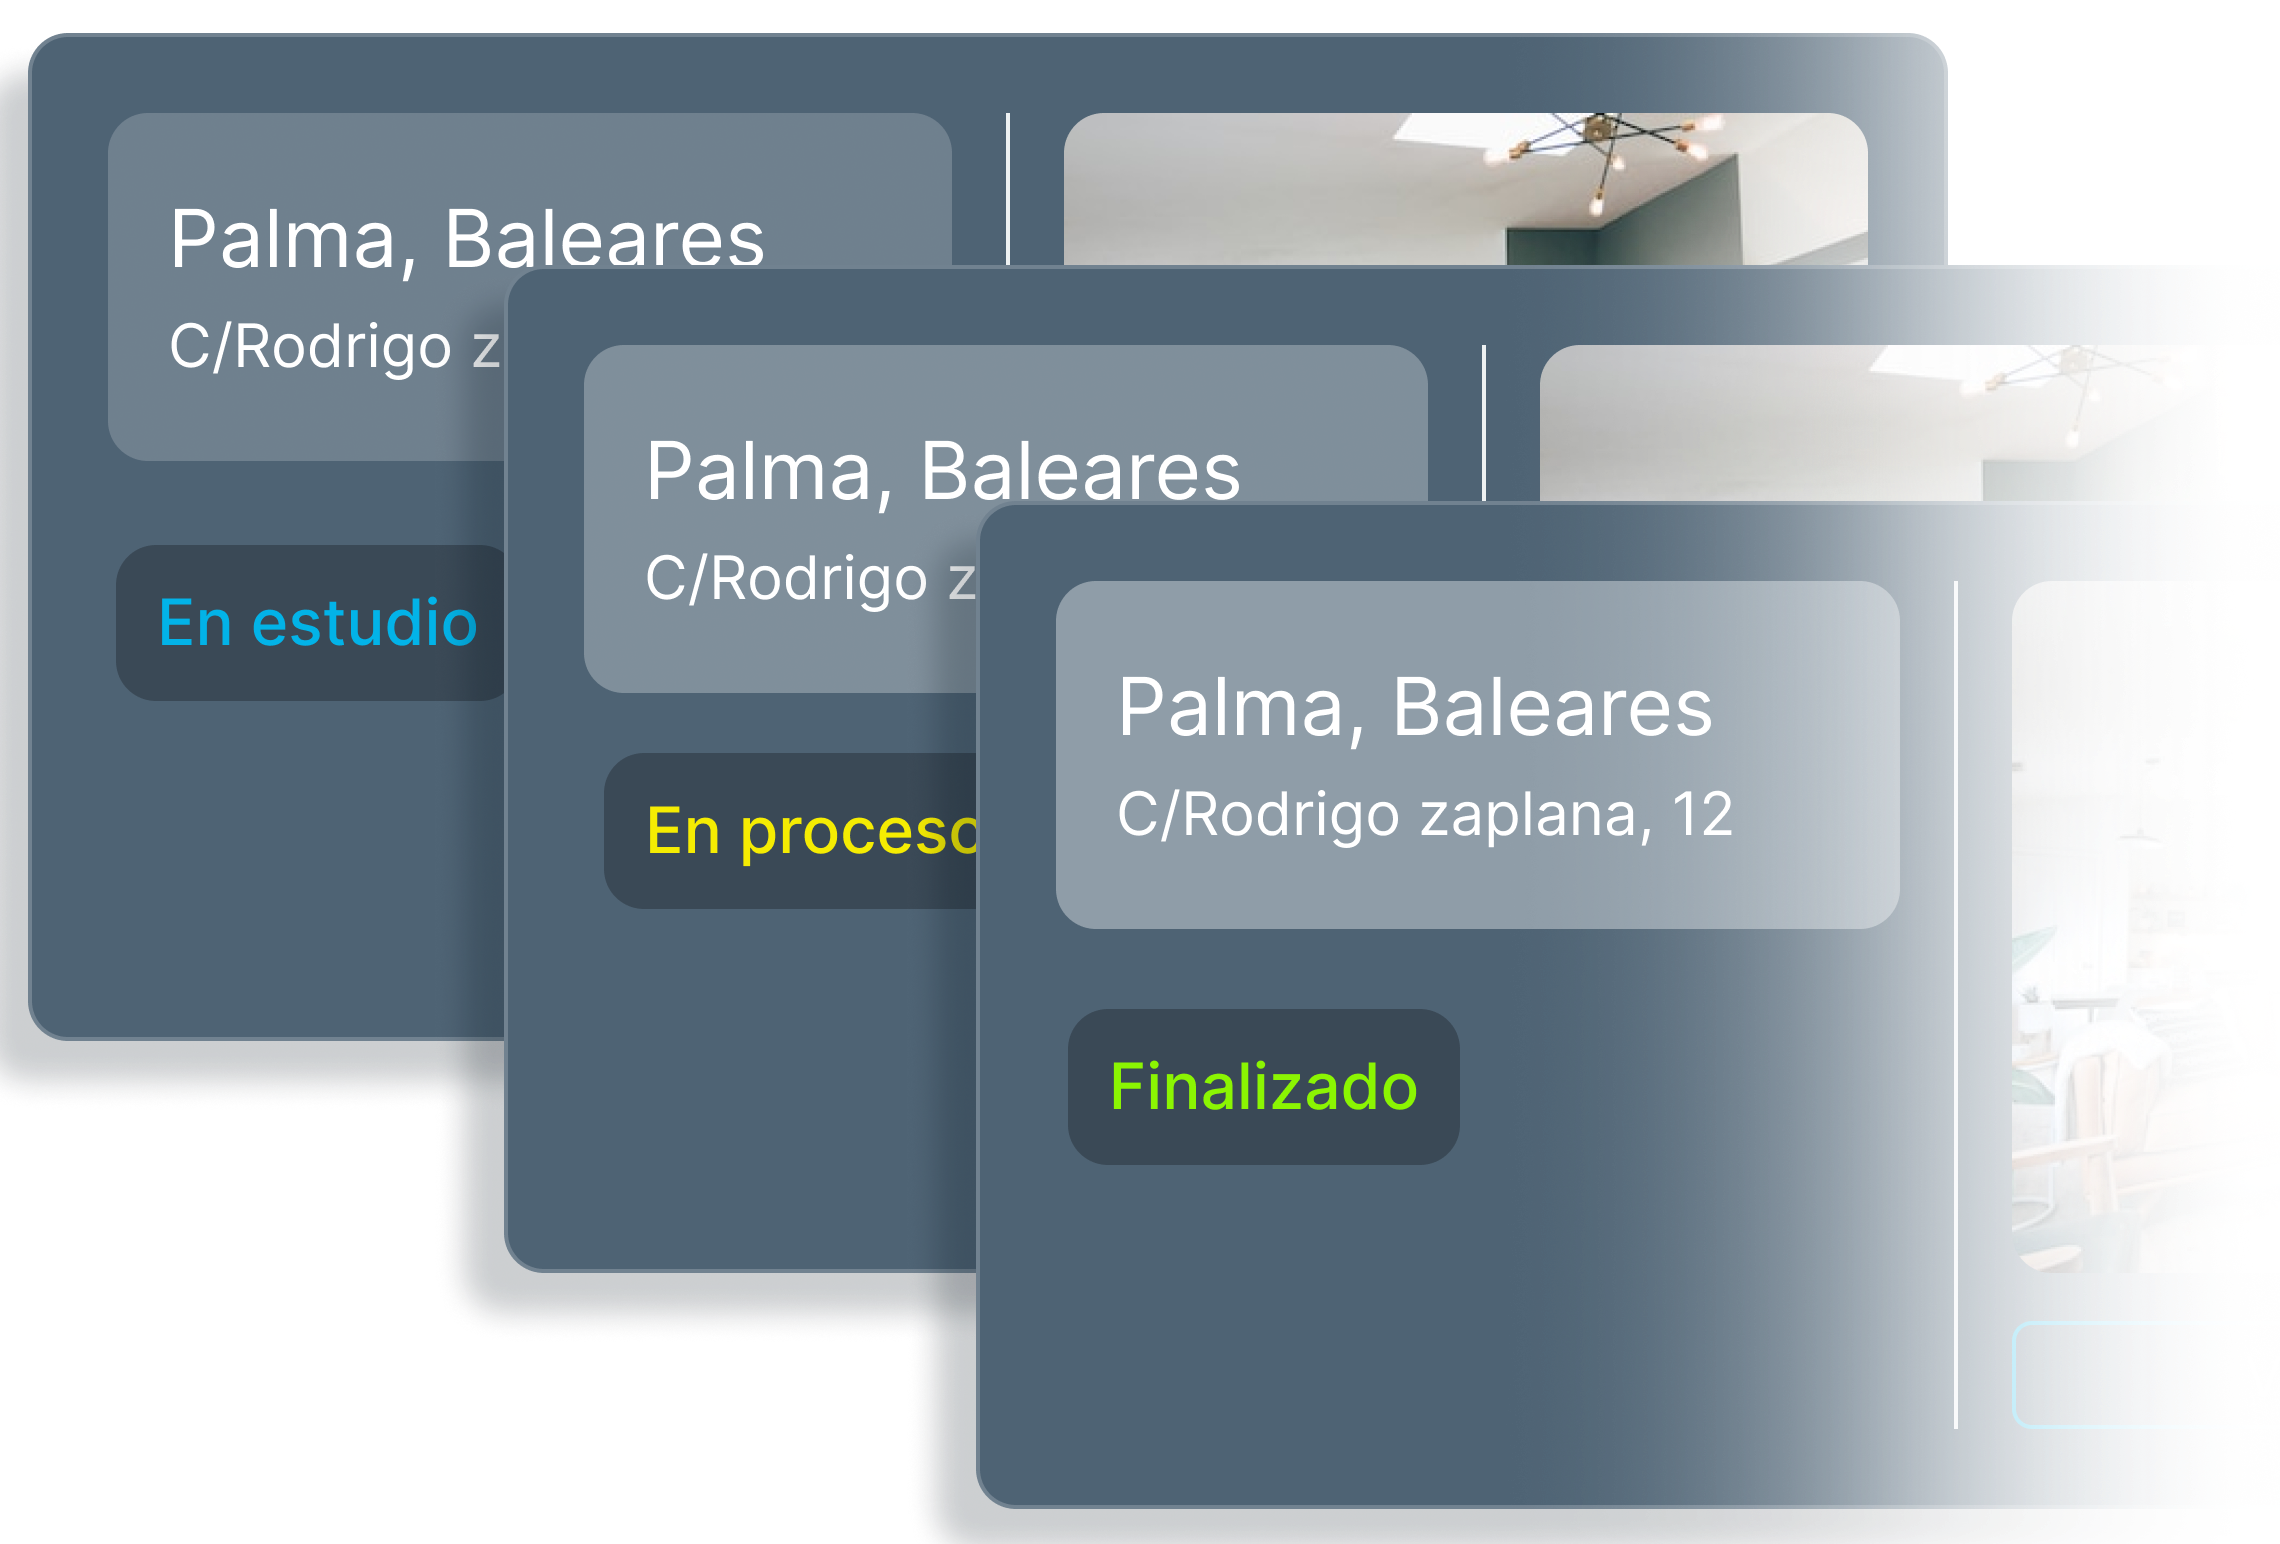 Palma, Baleares
C/Rodrigo
En estudio
Palma, Baleares
C/Rodrigo
En proceso
Palma, Baleares
C/Rodrigo zaplana, 12
Finalizado